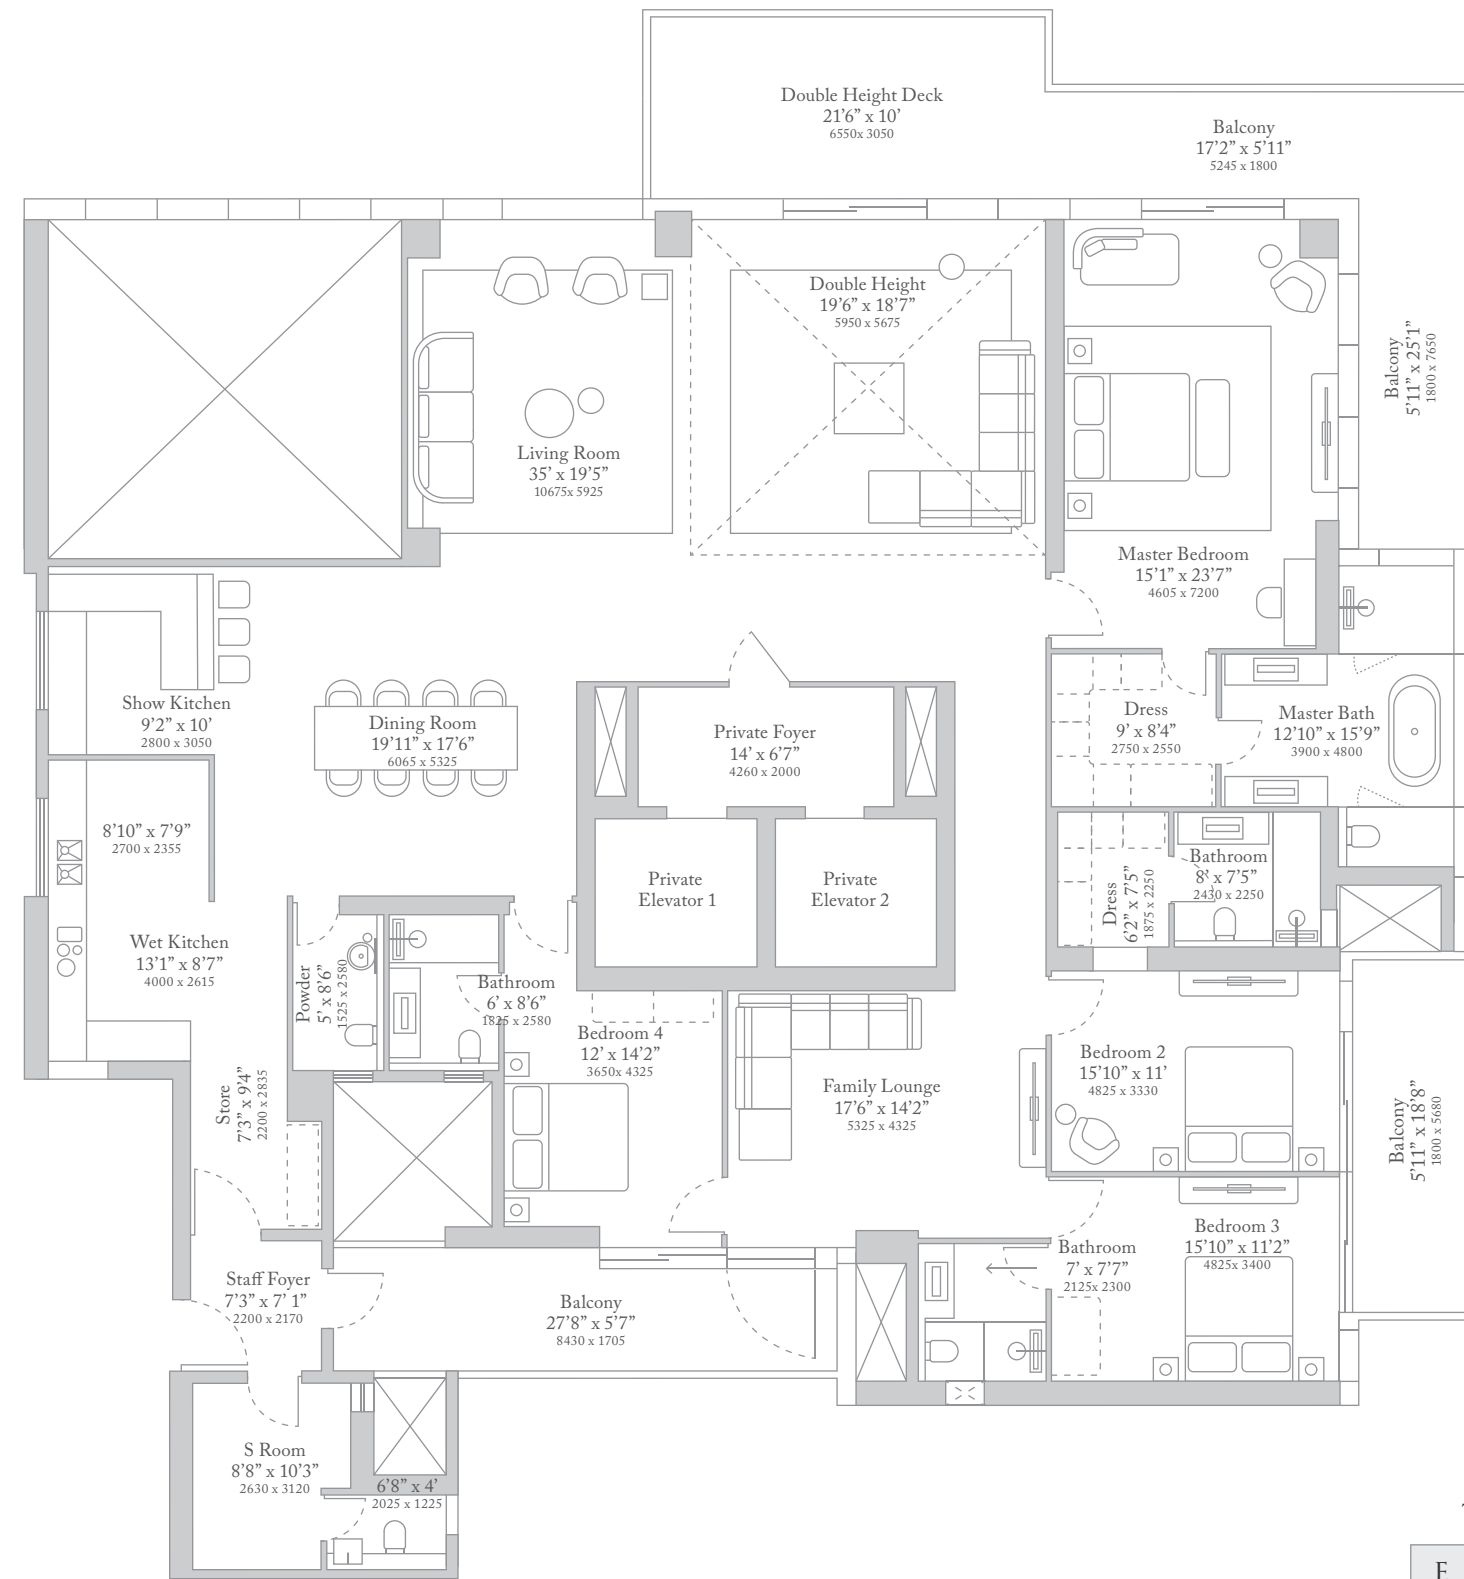 Double Height Deck
21'6" x 10'
6550x 3050
Balcony
17'2" x 5'11"
5245 x 1800
Double Height
19'6" x 18'7"
5950 x 5675
Balcony
5'11" x 25'1"
1800 x 7650
Living Room
35' x 19'5"
10675x 5925
Master Bedroom
15'1" x 23'7"
4605 x 7200
Show Kitchen
9'2" x 10'
2800 x 3050
Dining Room
19'11" x 17'6"
6065 x 5325
Private Foyer
14' x 6'7"
4260 x 2000
Dress
9' x 8'4"
2750 x 2550
Master Bath
12'10" x 15'9"
3900 x 4800
8'10" x 7'9"
2700 x 2355
Private
Elevator 1
Private
Elevator 2
Dress
6'2" x 7'5"
1875 x 2250
Bathroom
8' x 7'5"
2430 x 2250
Wet Kitchen
13'1" x 8'7"
4000 x 2615
Powder
5' x 8'6"
1525 x 2580
Bathroom
6' x 8'6"
1825 x 2580
Bedroom 4
12' x 14'2"
3650x 4325
Family Lounge
17'6" x 14'2"
5325 x 4325
Bedroom 2
15'10" x 11'
4825 x 3330
Store
7'3" x 9'4"
2200 x 2835
Balcony
5'11" x 18'8"
1800 x 5680
Staff Foyer
7'3" x 7' 1"
2200 x 2170
Balcony
27'8" x 5'7"
8430 x 1705
Bathroom
7' x 7'7"
2125x 2300
Bedroom 3
15'10" x 11'2"
4825x 3400
S Room
8'8" x 10'3"
2630 x 3120
6'8" x 4'
2025 x 1225